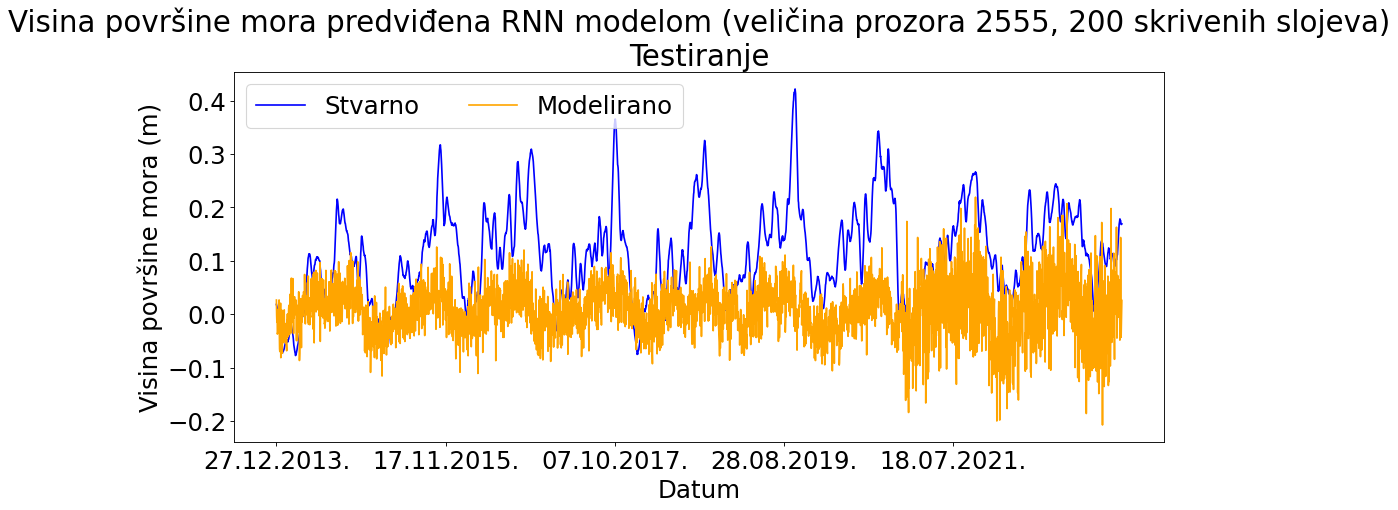 Visina površine mora predviđena RNN modelom (veličina prozora 2555, 200 skrivenih slojeva)
Testiranje
Stvarno Modelirano
Visina površine mora (m)
0.4
0.3
0.2
0.1
0.0
−0.1
−0.2
27.12.2013. 17.11.2015. 07.10.2017. 28.08.2019. 18.07.2021.
Datum